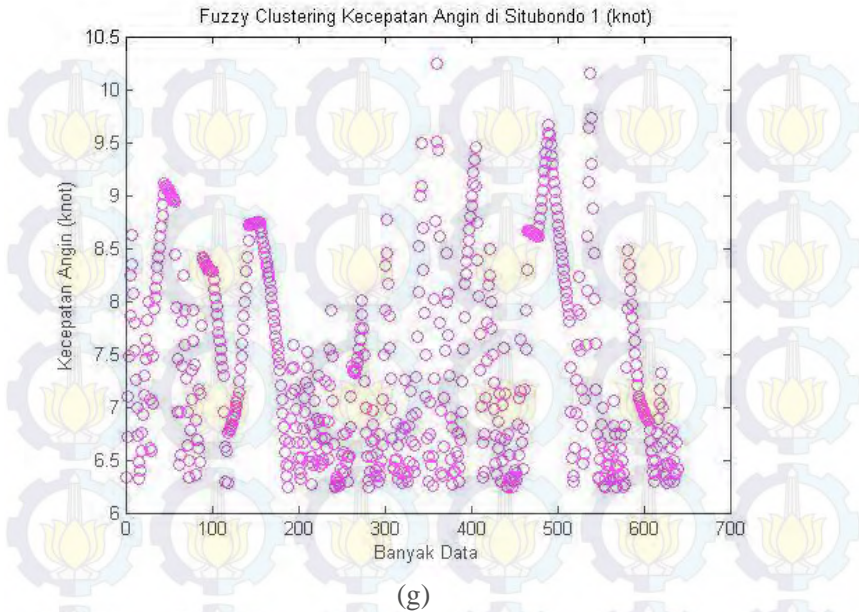 Fuzzy Clustering Kecepatan Angin di Situbondo 1 (knot)
10.5
10
9.5
9
8.5
8
7.5
7
6.5
6
Kecepatan Angin (knot)
0 100 200 300 400 500 600 700
Banyak Data
(g)